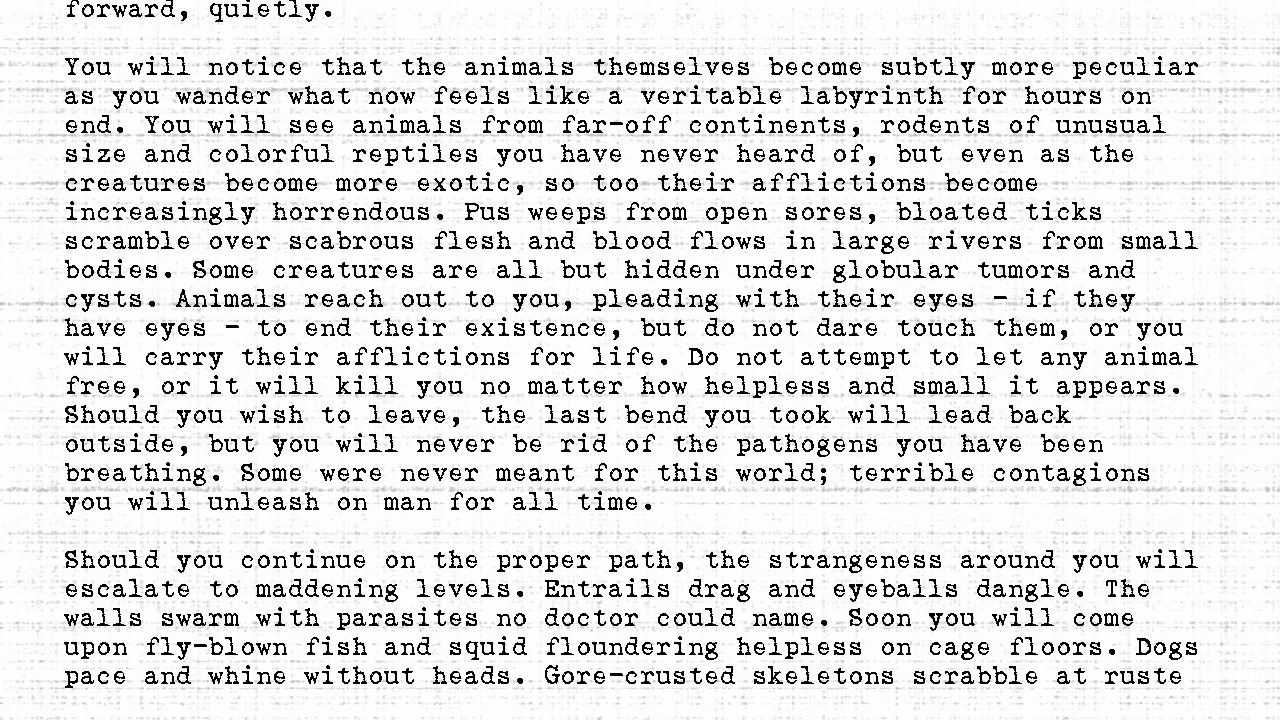 forward, quietly.
You will notice that the animals themselves become subtly more peculiar
as you wander what now feels like a veritable labyrinth for hours on
end. You will see animals from far-off continents, rodents of unusual
size and colorful reptiles you have never heard of, but even as the
creatures become more exotic, so too their afflictions become
increasingly horrendous. Pus weeps from open sores, bloated ticks
scramble over scabrous flesh and blood flows in large rivers from small
bodies. Some creatures are all but hidden under globular tumors and
cysts. Animals reach out to you, pleading with their eyes - if they
have eyes - to end their existence, but do not dare touch them, or you
will carry their afflictions for life. Do not attempt to let any animal
free, or it will kill you no matter how helpless and small it appears.
Should you wish to leave, the last bend you took will lead back
outside, but you will never be rid of the pathogens you have been
breathing. Some were never meant for this world; terrible contagions
you will unleash on man for all time.
Should you continue on the proper path, the strangeness around you will
escalate to maddening levels. Entrails drag and eyeballs dangle. The
walls swarm with parasites no doctor could name. Soon you will come
upon fly-blown fish and squid floundering helpless on cage floors. Dogs
pace and whine without heads. Gore-crusted skeletons scrabble at ruste